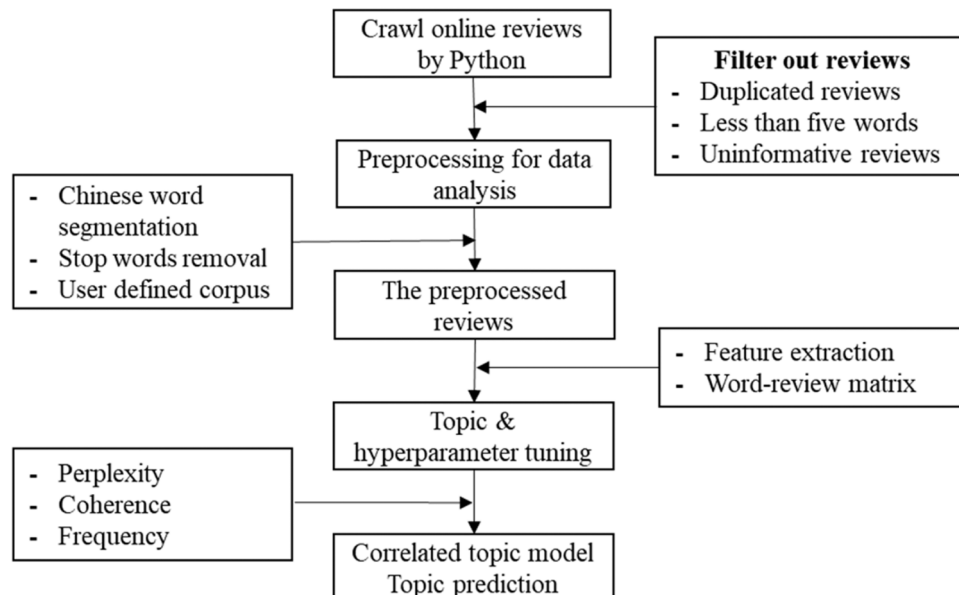 Crawl online reviews
by Python
Filter out reviews
- Duplicated reviews
- Less than five words
- Uninformative reviews
Preprocessing for data
analysis
- Chinese word
segmentation
- Stop words removal
- User defined corpus
The preprocessed
reviews
- Feature extraction
- Word-review matrix
Topic &
hyperparameter tuning
- Perplexity
- Coherence
- Frequency
Correlated topic model
Topic prediction